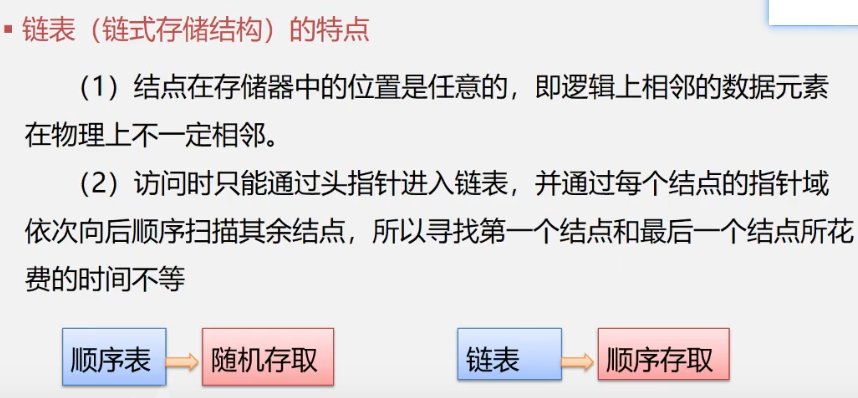 ▪ 链表（链式存储结构）的特点
（1）结点在存储器中的位置是任意的，即逻辑上相邻的数据元素
在物理上不一定相邻。
（2）访问时只能通过头指针进入链表，并通过每个结点的指针域
依次向后顺序扫描其余结点，所以寻找第一个结点和最后一个结点所花
费的时间不等
顺序表 随机存取 链表 顺序存取